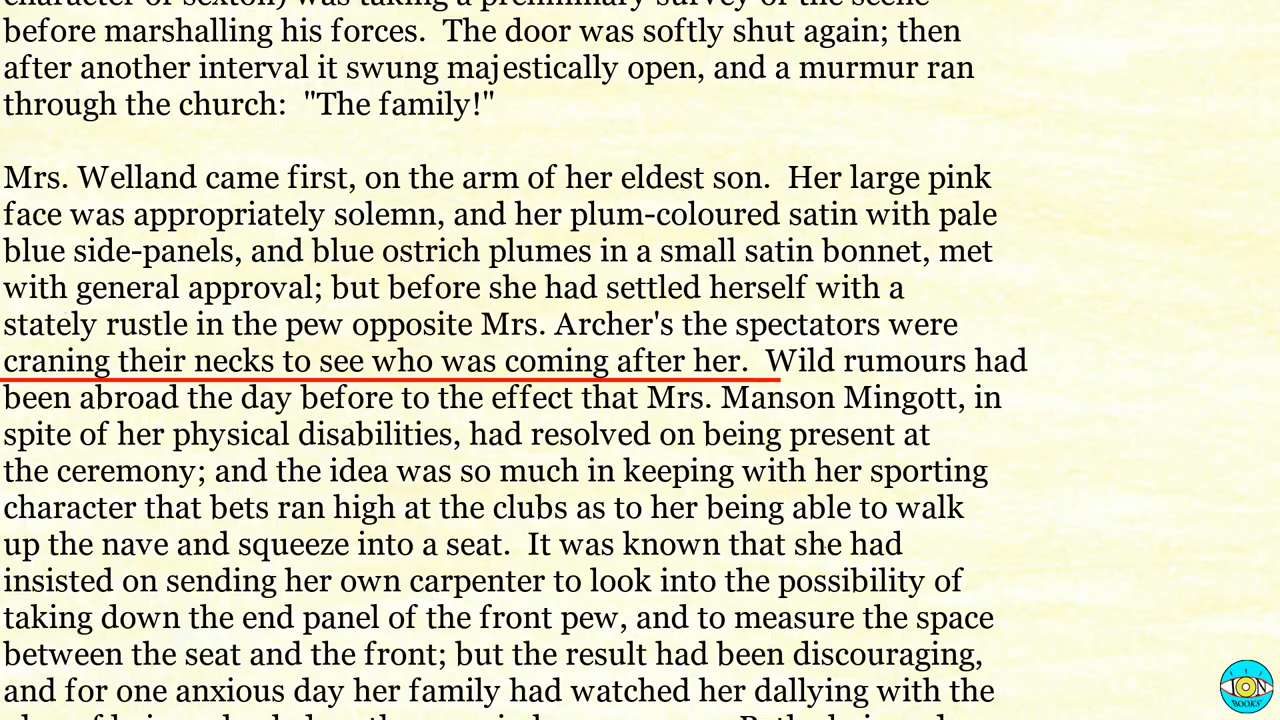 before marshalling his forces.  The door was softly shut again; then
after another interval it swung majestically open, and a murmur ran
through the church:  "The family!"
Mrs. Welland came first, on the arm of her eldest son.  Her large pink
face was appropriately solemn, and her plum-coloured satin with pale
blue side-panels, and blue ostrich plumes in a small satin bonnet, met
with general approval; but before she had settled herself with a
stately rustle in the pew opposite Mrs. Archer's the spectators were
craning their necks to see who was coming after her.  Wild rumours had
been abroad the day before to the effect that Mrs. Manson Mingott, in
spite of her physical disabilities, had resolved on being present at
the ceremony; and the idea was so much in keeping with her sporting
character that bets ran high at the clubs as to her being able to walk
up the nave and squeeze into a seat.  It was known that she had
insisted on sending her own carpenter to look into the possibility of
taking down the end panel of the front pew, and to measure the space
between the seat and the front; but the result had been discouraging,
and for one anxious day her family had watched her dallying with the
ION
BOOKS